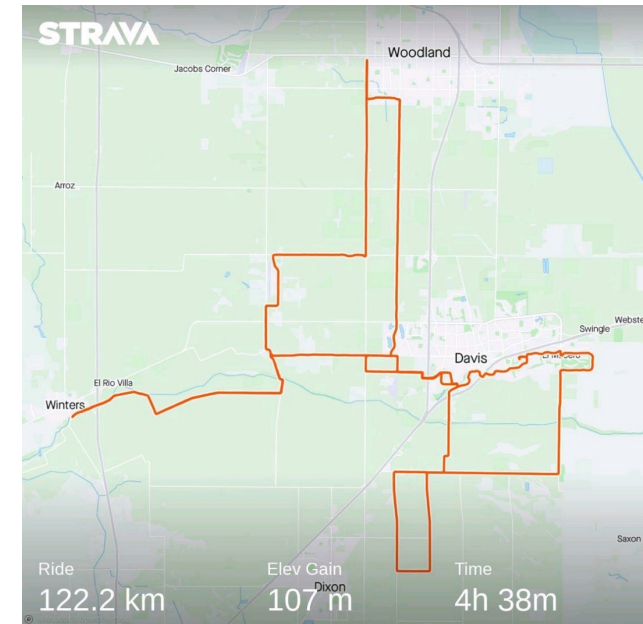 STRAVA
Woodland
Jacobs Corner
Arroz
Webste
Swingle
Davis
El Rio Villa
Winters
Saxon
Ride
Elev Gain
Time
Dixon
122.2 km
107 m
4h 38m